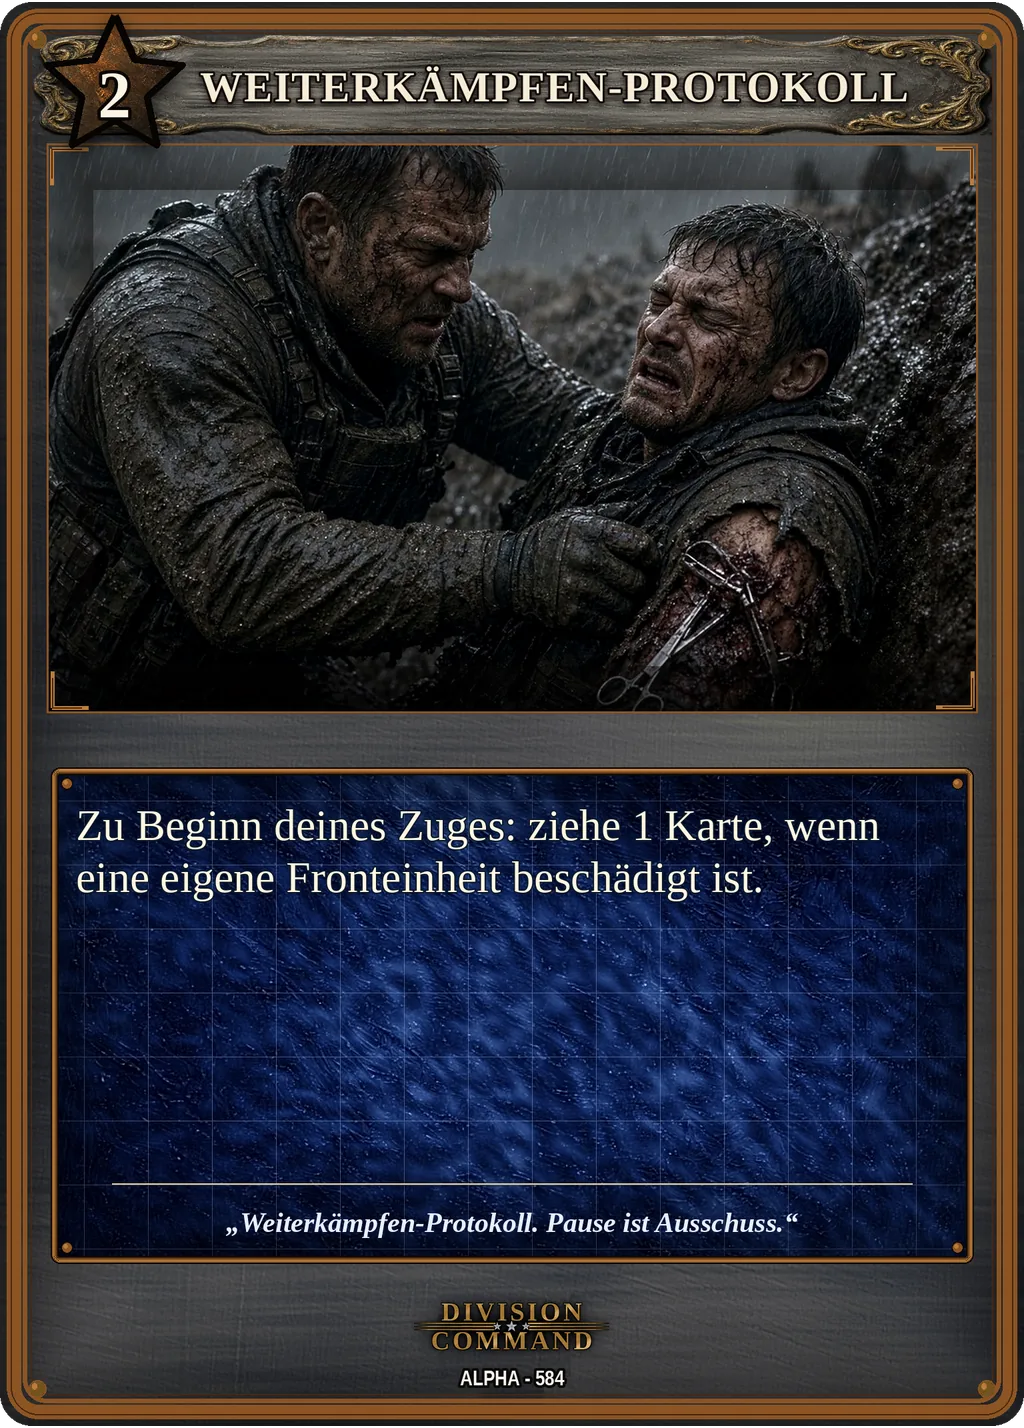 2
WEITERKÄMPFEN-PROTOKOLL
Zu Beginn deines Zuges: ziehe 1 Karte, wenn
eine eigene Fronteinheit beschädigt ist.
„Weiterkämpfen-Protokoll. Pause ist Ausschuss.“
DIVISION
COMMAND
ALPHA - 584